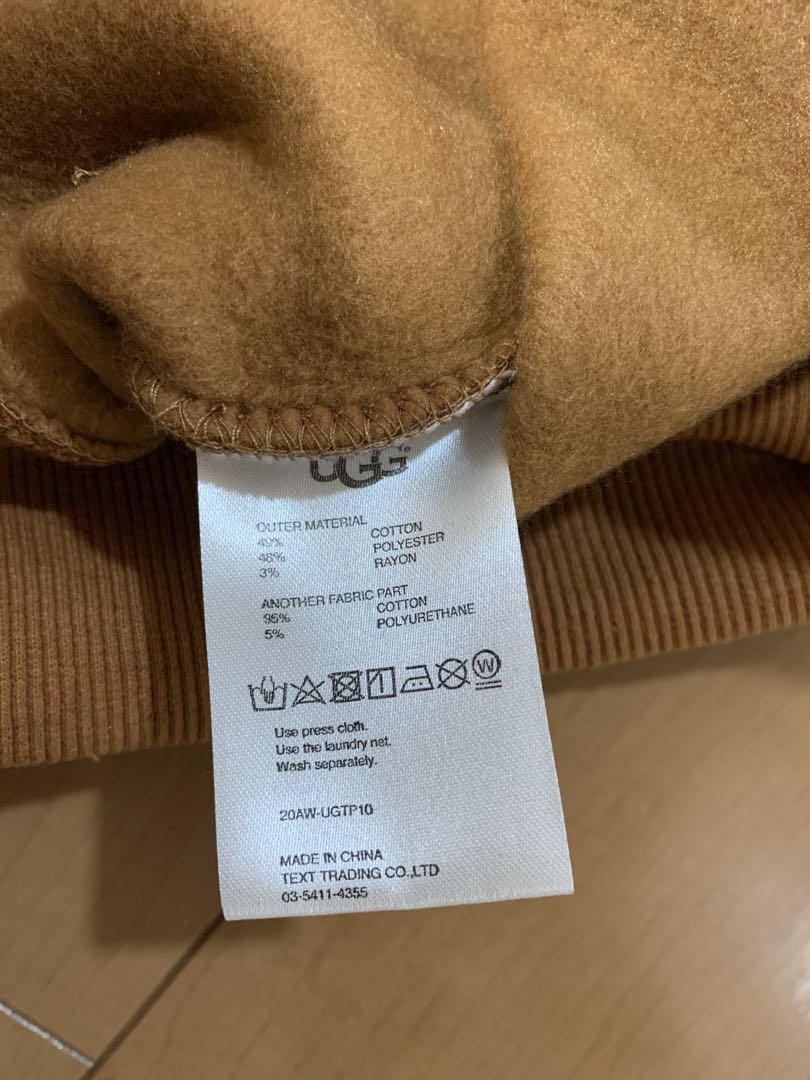 UGG
OUTER MATERIAL
49% COTTON
48% POLYESTER
3% RAYON
ANOTHER FABRIC PART
95% COTTON
5% POLYURETHANE
W
Use press cloth.
Use the laundry net.
Wash separately.
20AW-UGTP10
MADE IN CHINA
TEXT TRADING CO.,LTD
03-5411-4355